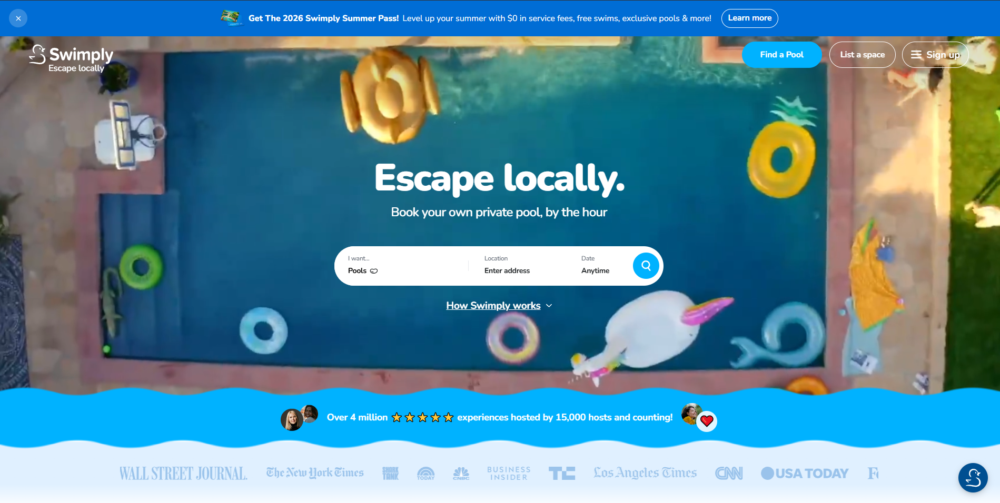 Get The 2026 Swimply Summer Pass! Level up your summer with $0 in service fees, free swims, exclusive pools & more!
Learn more
Swimply
Escape locally
Find a Pool
List a space
Sign up
Escape locally.
Book your own private pool, by the hour
I want...
Pools
Location
Enter address
Date
Anytime
How Swimply works
Over 4 million
experiences hosted by 15,000 hosts and counting!
WALL STREET JOURNAL.
The New York Times
SHARK
TANK
TODAY
CNBC
BUSINESS
INSIDER
TC
Los Angeles Times
CNN
USA TODAY